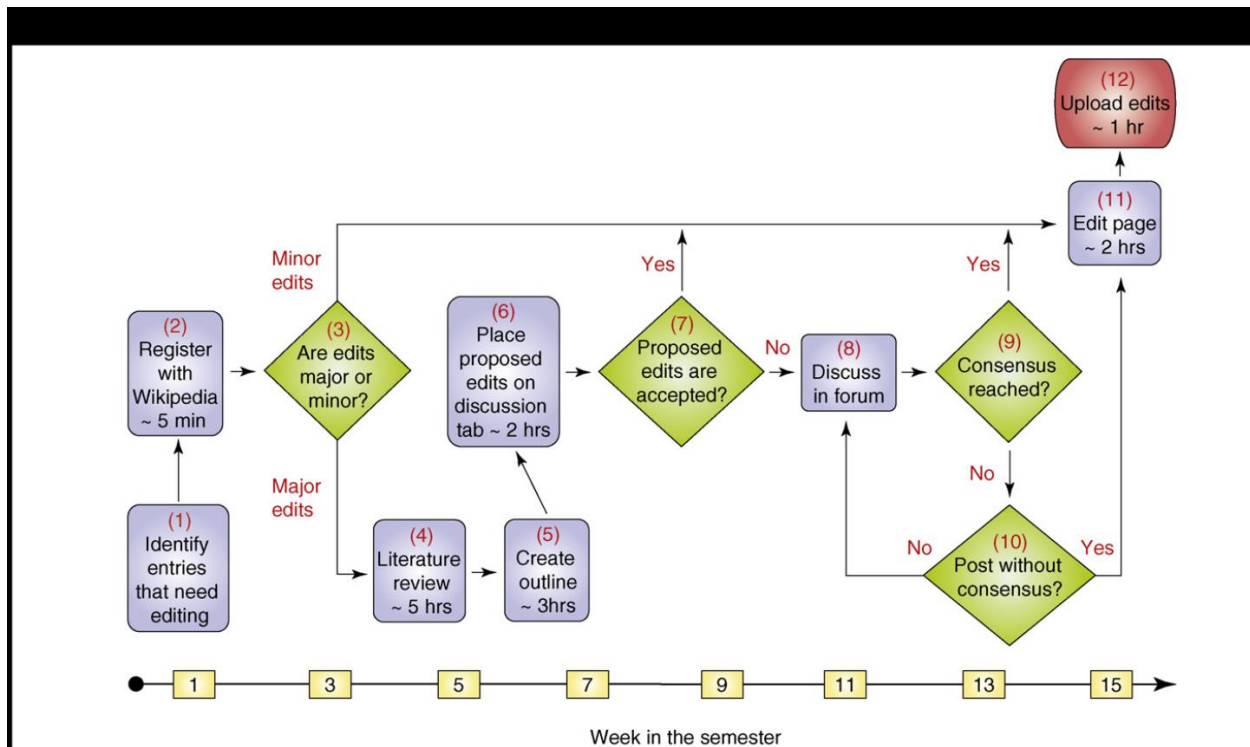 (12)
Upload edits
~ 1 hr
(11)
Edit page
~ 2 hrs
Minor
edits
Yes
Yes
(2)
Register
with
Wikipedia
~ 5 min
(3)
Are edits
major or
minor?
(6)
Place
proposed
edits on
discussion
tab ~ 2 hrs
(7)
Proposed
edits are
accepted?
No
(8)
Discuss
in forum
(9)
Consensus
reached?
No
Major
edits
(1)
Identify
entries
that need
editing
(4)
Literature
review
~ 5 hrs
(5)
Create
outline
~ 3hrs
No
(10)
Post without
consensus?
Yes
1 3 5 7 9 11 13 15
Week in the semester